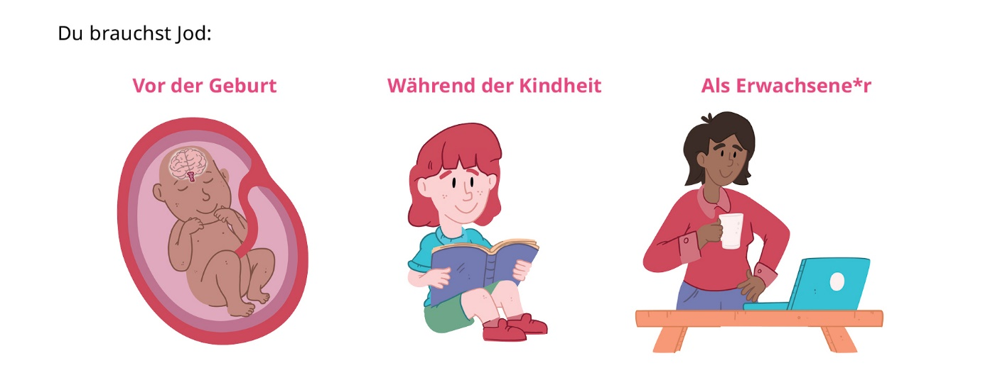 Du brauchst Jod:
Vor der Geburt
Während der Kindheit
Als Erwachsene*r